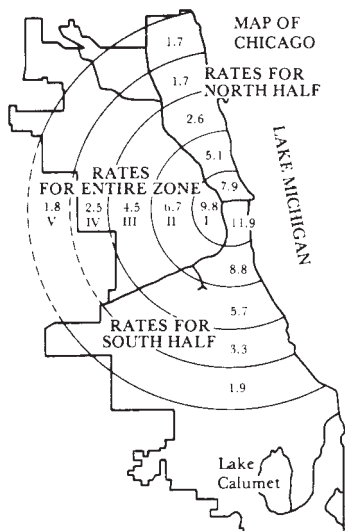 MAP OF
CHICAGO
1.7
1.7
RATES FOR
NORTH HALF
2.6
5.1
LAKE MICHIGAN
RATES
FOR ENTIRE ZONE
7.9
1.8 2.5 4.5 6.7 9.8 11.9
V IV III II I
8.8
5.7
RATES FOR
SOUTH HALF
3.3
1.9
Lake
Calumet